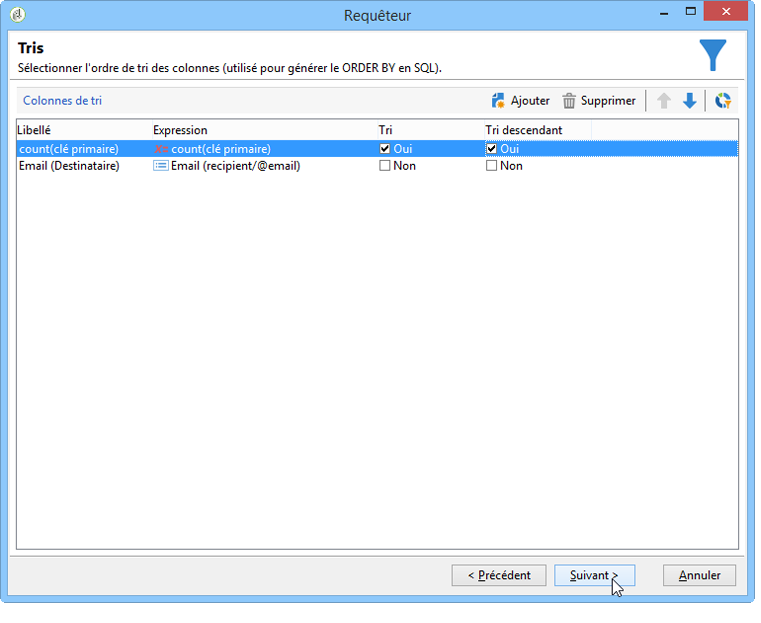 Requêteur
Tris
Sélectionner l'ordre de tri des colonnes (utilisé pour générer le ORDER BY en SQL).
Colonnes de tri Ajouter Supprimer
Libellé Expression Tri Tri descendant
count(clé primaire) count(clé primaire) Oui Oui
Email (Destinataire) Email (recipient/@email) Non Non
< Précédent Suivant > Annuler